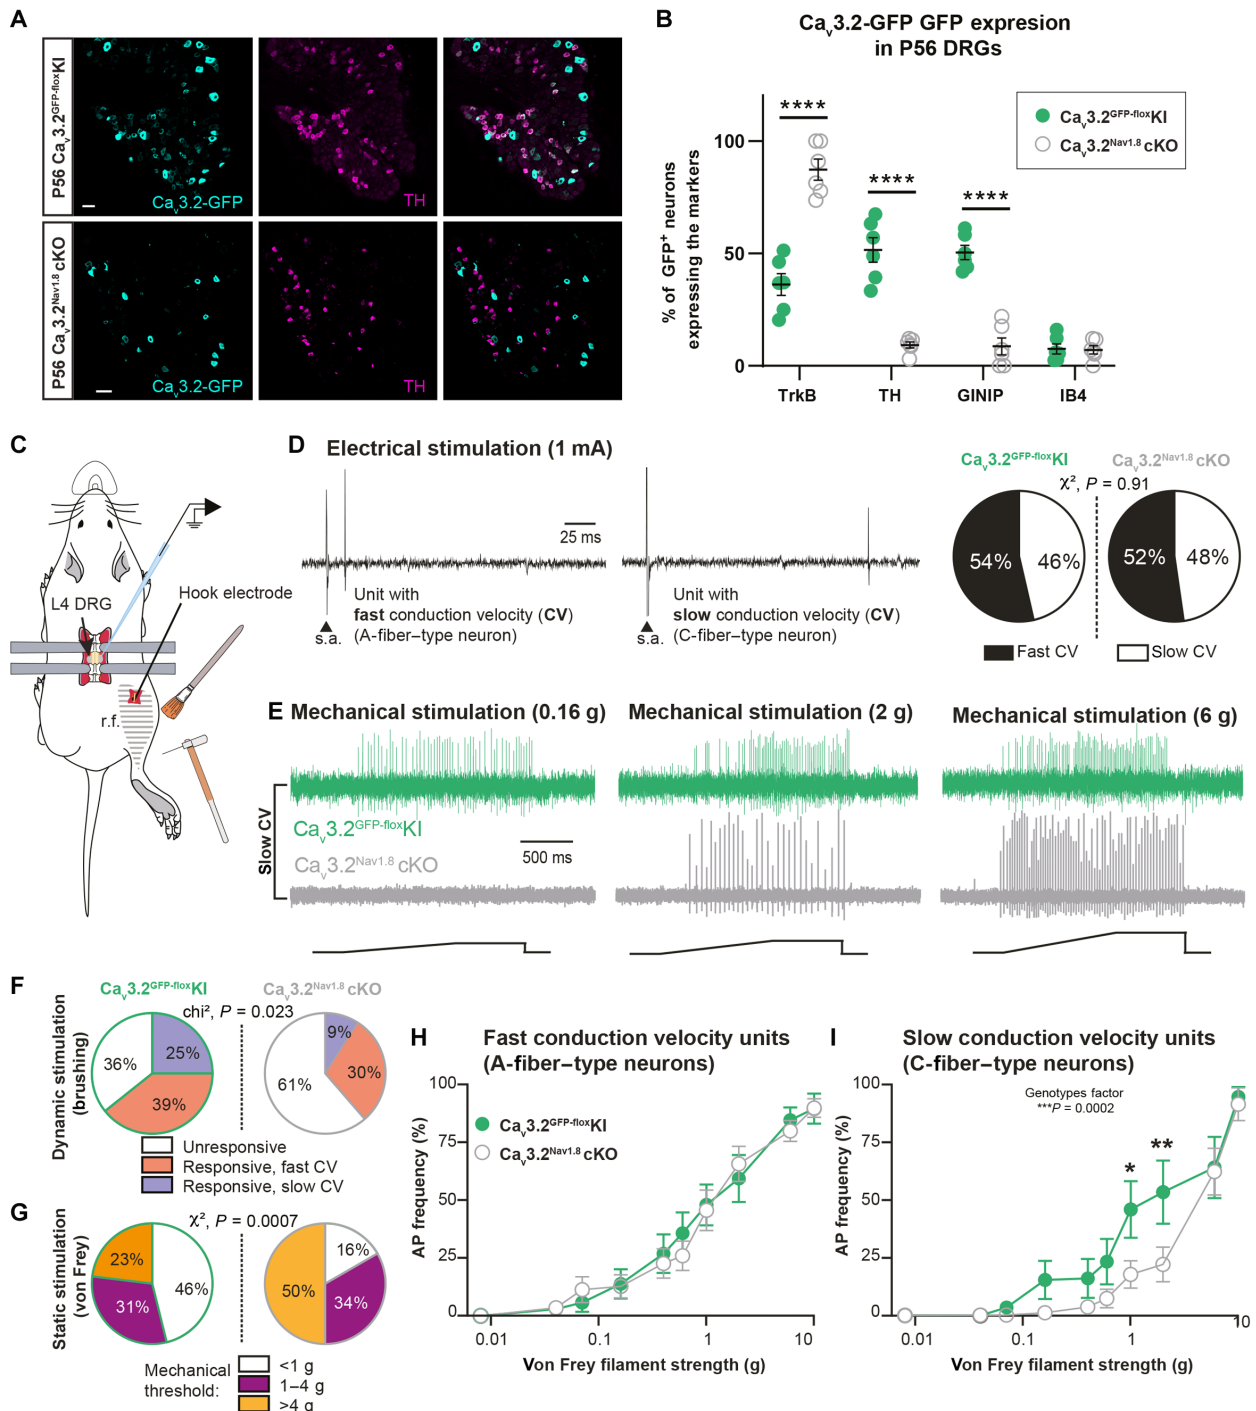 A
P56 Cav3.2GFP-floxKI
Cav3.2-GFP
TH
P56 Cav3.2Nav1.8 cKO
Cav3.2-GFP
TH
B
Cav3.2-GFP GFP expresion
in P56 DRGs
% of GFP+ neurons
expressing the markers
100
50
0
****
****
****
TrkB
TH
GINIP
IB4
Cav3.2GFP-floxKI
Cav3.2Nav1.8 cKO
C
L4 DRG
Hook electrode
r.f.
D
Electrical stimulation (1 mA)
25 ms
s.a.
Unit with
fast conduction velocity (CV)
(A-fiber–type neuron)
s.a.
Unit with
slow conduction velocity (CV)
(C-fiber–type neuron)
Cav3.2GFP-floxKI
Cav3.2Nav1.8 cKO
χ², P = 0.91
54%
46%
52%
48%
Fast CV
Slow CV
E
Mechanical stimulation (0.16 g)
Mechanical stimulation (2 g)
Mechanical stimulation (6 g)
Slow CV
Cav3.2GFP-floxKI
Cav3.2Nav1.8 cKO
500 ms
F
Cav3.2GFP-floxKI
Cav3.2Nav1.8 cKO
chi², P = 0.023
Dynamic stimulation
(brushing)
36%
25%
39%
9%
30%
61%
Unresponsive
Responsive, fast CV
Responsive, slow CV
G
χ², P = 0.0007
Static stimulation
(von Frey)
23%
46%
31%
16%
50%
34%
Mechanical
threshold:
<1 g
1–4 g
>4 g
H
Fast conduction velocity units
(A-fiber–type neurons)
AP frequency (%)
100
75
50
25
0
Cav3.2GFP-floxKI
Cav3.2Nav1.8 cKO
0.01
0.1
1
10
Von Frey filament strength (g)
I
Slow conduction velocity units
(C-fiber–type neurons)
Genotypes factor
***P = 0.0002
AP frequency (%)
100
75
50
25
0
*
**
0.01
0.1
1
10
Von Frey filament strength (g)